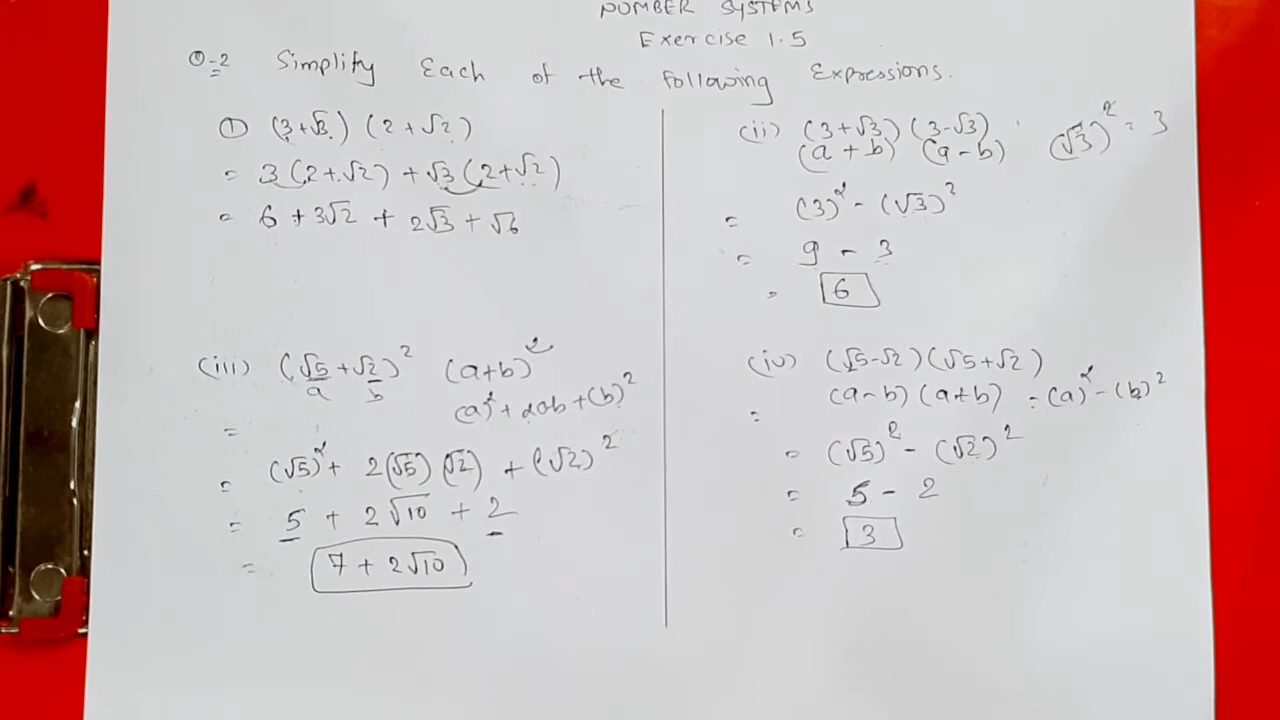 NUMBER SYSTEMS
Exercise 1.5
Q-2 Simplify Each of the following Expressions.
① (3+√3) (2+√2)
= 3(2+√2) + √3(2+√2)
= 6 + 3√2 + 2√3 + √6
(ii) (3+√3) (3-√3) (√3)² = 3
(a + b) (a - b)
= (3)² - (√3)²
= 9 - 3
= 6
(iii) (√5 + √2)² (a+b)²
a b (a)² + 2ab + (b)²
=
= (√5)² + 2(√5)(√2) + (√2)²
= 5 + 2√10 + 2
= 7 + 2√10
(iv) (√5-√2)(√5+√2)
= (a-b) (a+b) = (a)² - (b)²
= (√5)² - (√2)²
= 5 - 2
= 3